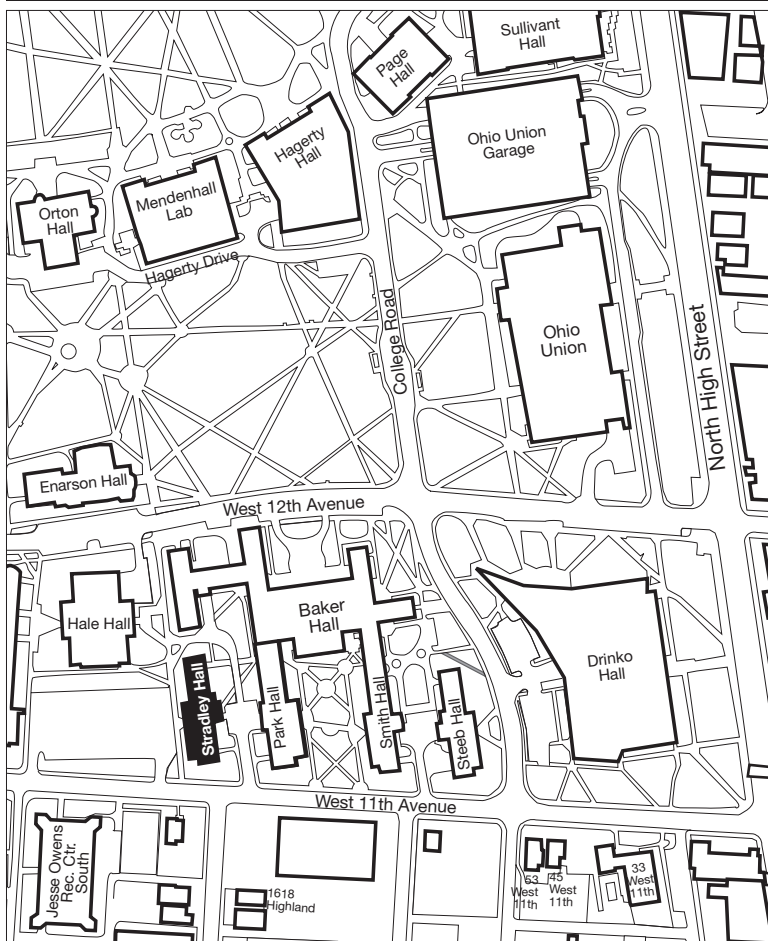 Sullivant
Hall
Page
Hall
Ohio Union
Garage
Hagerty
Hall
Mendenhall
Lab
Orton
Hall
Hagerty Drive
College Road
Ohio
Union
North High Street
Enarson Hall
West 12th Avenue
Hale Hall
Baker
Hall
Drinko
Hall
Stradley Hall
Park Hall
Smith Hall
Steeb Hall
West 11th Avenue
Jesse Owens
Rec. Ctr.
South
1618
Highland
53
West
11th
45
West
11th
33
West
11th